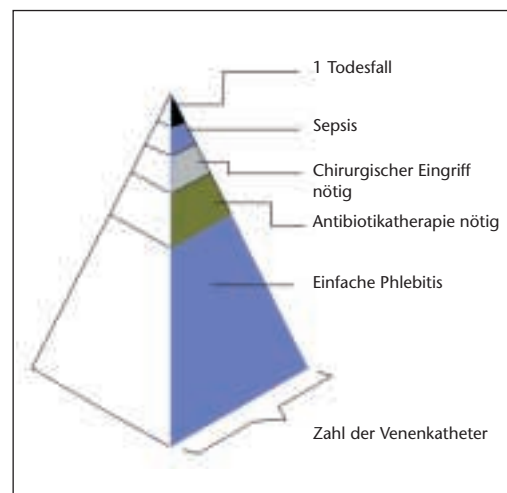 1 Todesfall
Sepsis
Chirurgischer Eingriff
nötig
Antibiotikatherapie nötig
Einfache Phlebitis
Zahl der Venenkatheter